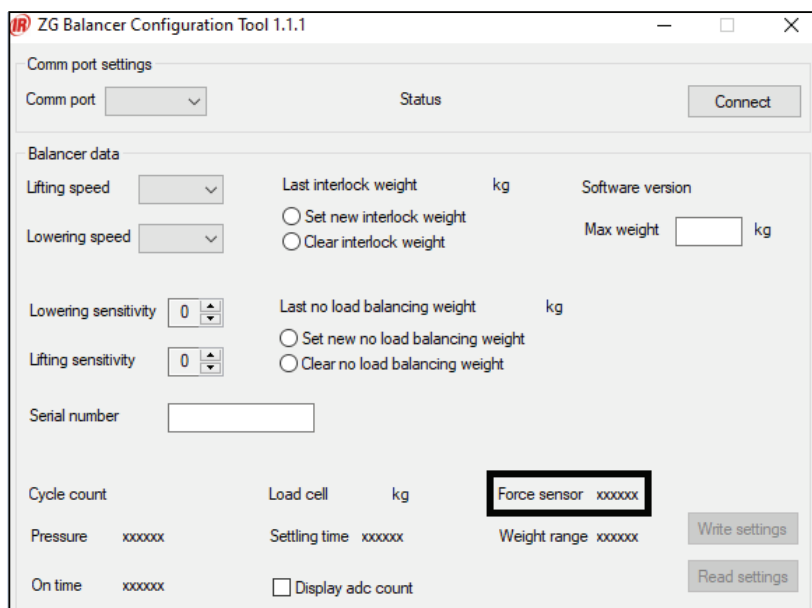 IR ZG Balancer Configuration Tool 1.1.1
Comm port settings
Comm port Status Connect
Balancer data
Lifting speed Last interlock weight kg Software version
Set new interlock weight
Lowering speed Clear interlock weight Max weight kg
Lowering sensitivity 0 Last no load balancing weight kg
Set new no load balancing weight
Lifting sensitivity 0 Clear no load balancing weight
Serial number
Cycle count Load cell kg Force sensor xxxxxx
Pressure xxxxxx Settling time xxxxxx Weight range xxxxxx Write settings
On time xxxxxx Display adc count Read settings